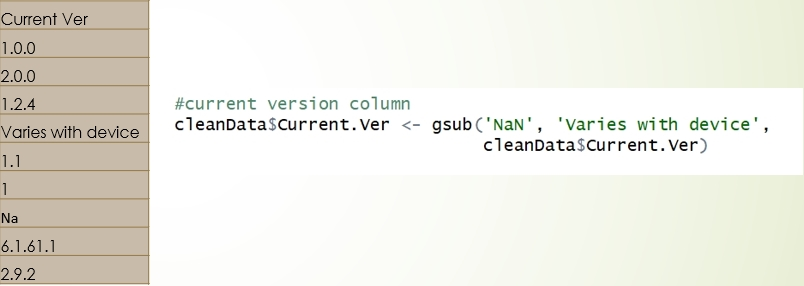 Current Ver
1.0.0
2.0.0
1.2.4
Varies with device
1.1
1
Na
6.1.61.1
2.9.2
#current version column
cleanData$Current.Ver <- gsub('NaN', 'Varies with device',
cleanData$Current.Ver)